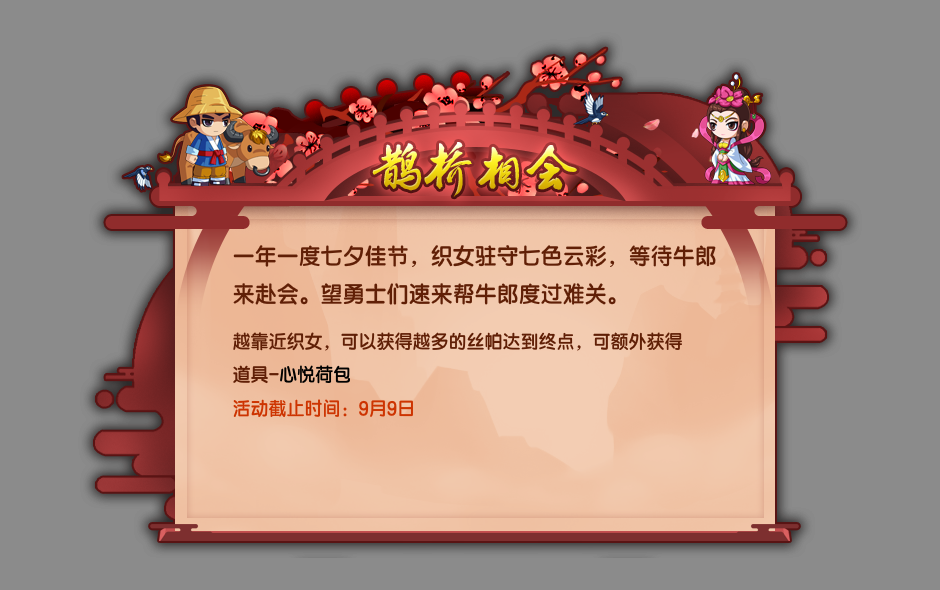 鹊桥相会
一年一度七夕佳节，织女驻守七色云彩，等待牛郎
来赴会。望勇士们速来帮牛郎度过难关。
越靠近织女，可以获得越多的丝帕达到终点，可额外获得
道具-心悦荷包
活动截止时间：9月9日